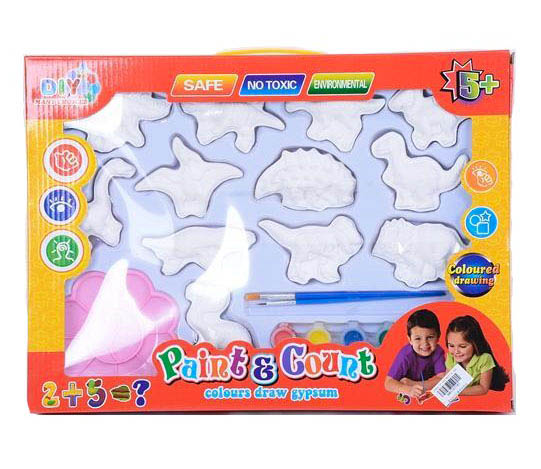 DIY
SAFE
NO TOXIC
ENVIRONMENTAL
5+
Coloured
drawing
Paint & Count
colours draw gypsum
2+5=?